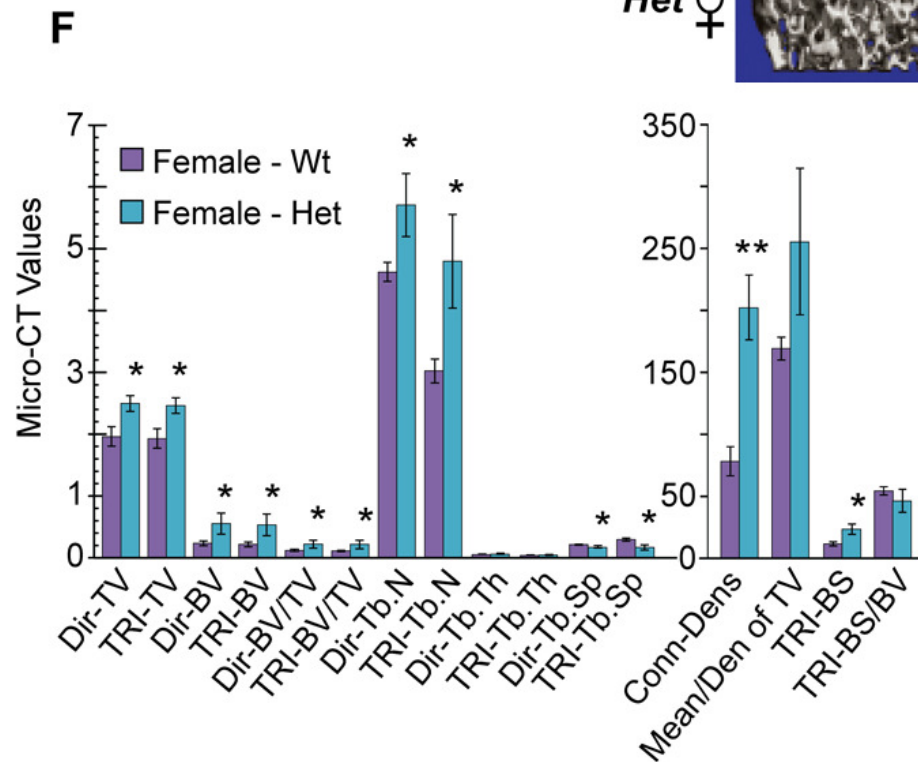 Het ♀
F
7
5
3
1
0
Micro-CT Values
Female - Wt
Female - Het
*
*
*
*
*
*
*
*
*
*
Dir-TV
TRI-TV
Dir-BV
TRI-BV
Dir-BV/TV
TRI-BV/TV
Dir-Tb.N
TRI-Tb.N
Dir-Tb.Th
TRI-Tb.Th
Dir-Tb.Sp
TRI-Tb.Sp
350
250
150
50
0
**
*
Conn-Dens
Mean/Den of TV
TRI-BS
TRI-BS/BV